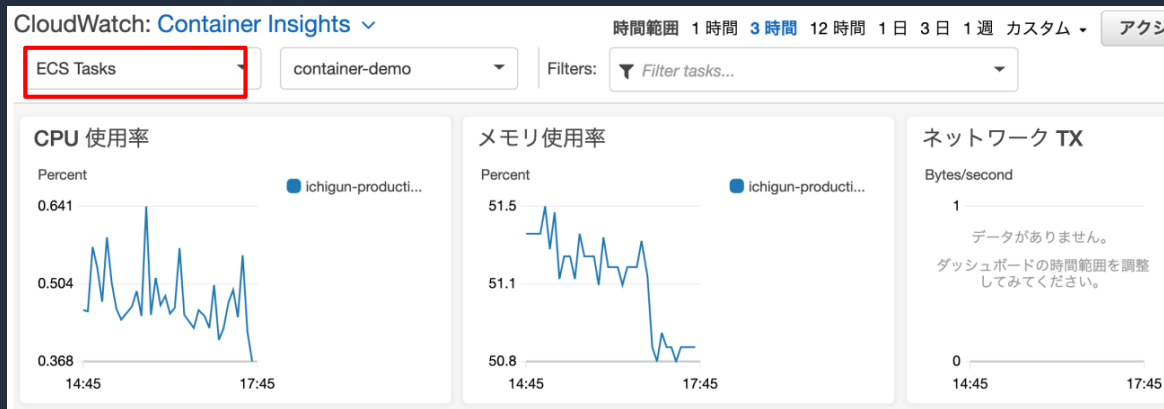 CloudWatch: Container Insights
時間範囲 1 時間 3 時間 12 時間 1 日 3 日 1 週 カスタム
ECS Tasks
container-demo
Filters:
Filter tasks...
CPU 使用率
Percent
ichigun-producti...
0.641
0.504
0.368
14:45
17:45
メモリ使用率
Percent
ichigun-producti...
51.5
51.1
50.8
14:45
17:45
ネットワーク TX
Bytes/second
1
データがありません。
ダッシュボードの時間範囲を調整
してみてください。
0
14:45
17:45